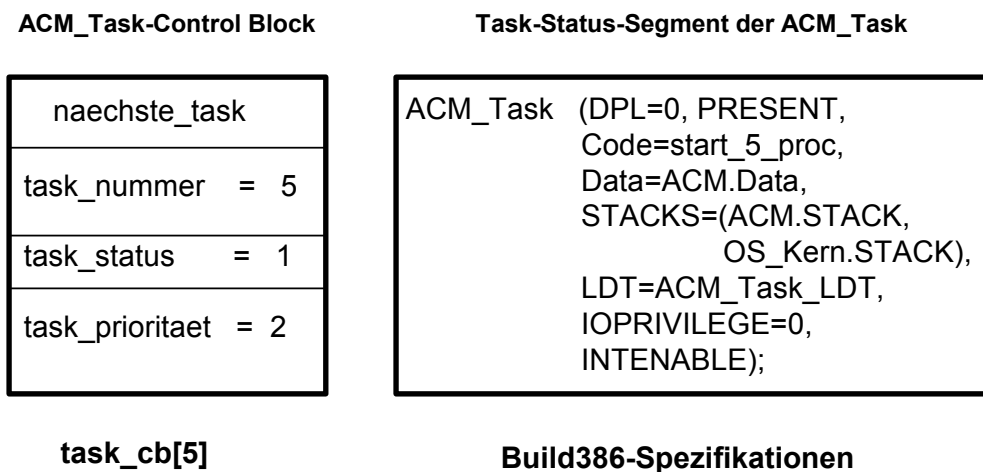 ACM_Task-Control Block
naechste_task
task_nummer = 5
task_status = 1
task_prioritaet = 2
task_cb[5]
Task-Status-Segment der ACM_Task
ACM_Task (DPL=0, PRESENT,
Code=start_5_proc,
Data=ACM.Data,
STACKS=(ACM.STACK,
OS_Kern.STACK),
LDT=ACM_Task_LDT,
IOPRIVILEGE=0,
INTENABLE);
Build386-Spezifikationen